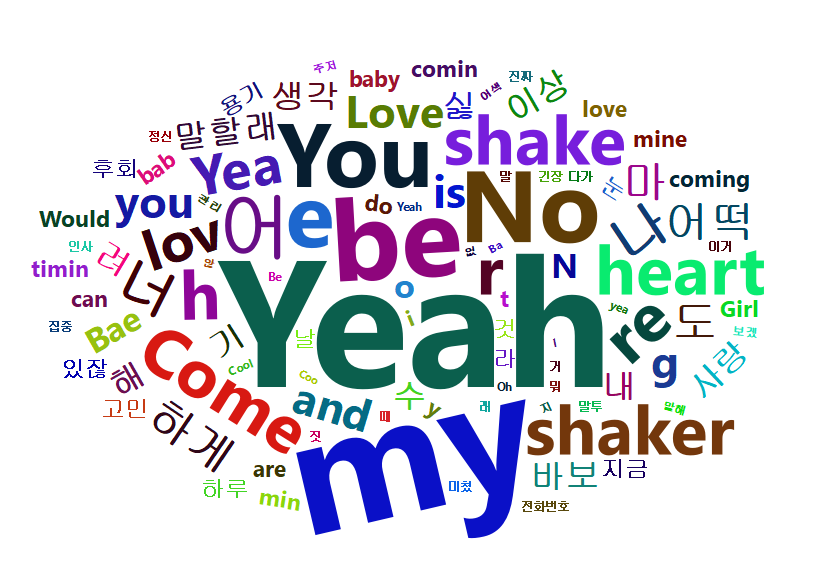 주저
comin
baby
진짜
용기
생각
Love
싫
어색
이상
love
정신
말할래
You
shake
mine
후회
bab
Yea
말
긴장
다가
눈
마
coming
you
권리
어
e
do
Yeah
is
No
나
어떡
Would
인사
러
lov
be
없
Ba
이거
timin
너
않
Be
h
Yeah
o
r
t
N
heart
can
집중
Bae
기
날
i
것
yea
re
도
Girl
보겠
있잖
해
Come
Cool
Coo
라
I
거
g
사랑
고민
하게
and
수
y
Oh
뭐
내
짓
때
래
지
말투
말해
shaker
하루
are
min
my
미쳤
바보
지금
전화번호